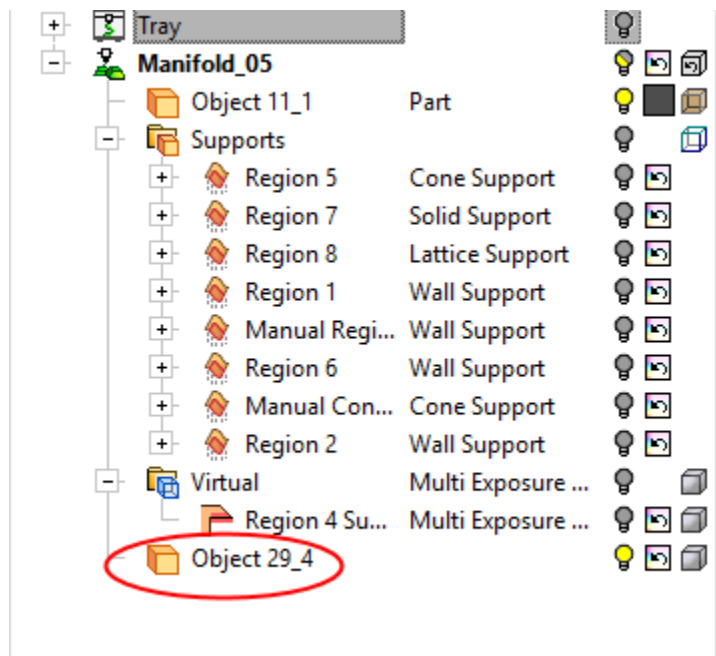 Tray
Manifold_05
Object 11_1 Part
Supports
Region 5 Cone Support
Region 7 Solid Support
Region 8 Lattice Support
Region 1 Wall Support
Manual Regi... Wall Support
Region 6 Wall Support
Manual Con... Cone Support
Region 2 Wall Support
Virtual Multi Exposure ...
Region 4 Su... Multi Exposure ...
Object 29_4